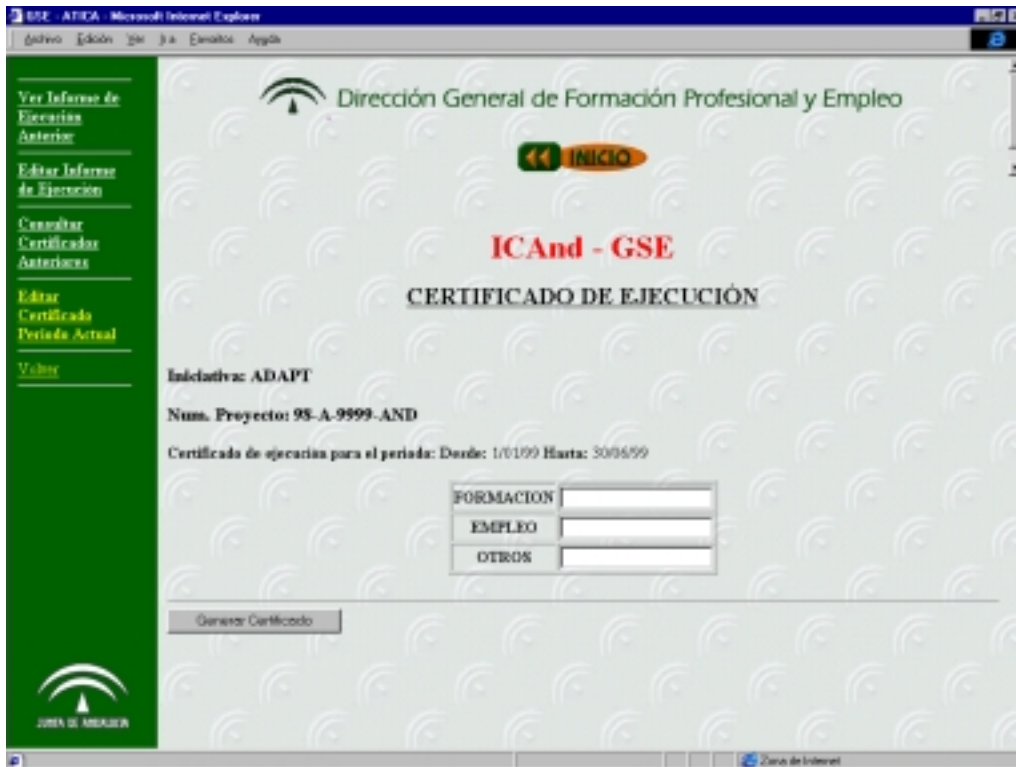 GSE - ATICA - Microsoft Internet Explorer
Archivo Edición Ver Ir a Favoritos Ayuda
Ver Informe de
Ejecución
Anterior
Editar Informe
de Ejecución
Consultar
Certificados
Anteriores
Editar
Certificado
Periodo Actual
Volver
JUNTA DE ANDALUCIA
Dirección General de Formación Profesional y Empleo
INICIO
ICAnd - GSE
CERTIFICADO DE EJECUCIÓN
Iniciativa: ADAPT
Num. Proyecto: 98-A-9999-AND
Certificado de ejecución para el periodo: Desde: 1/01/99 Hasta: 30/06/99
FORMACION
EMPLEO
OTROS
Generar Certificado
Zona de Internet